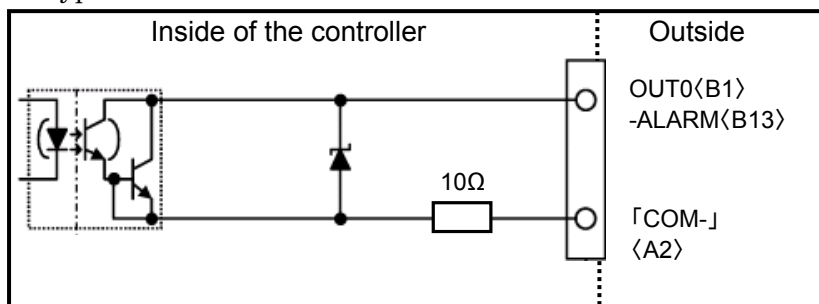 Inside of the controller
Outside
OUT0〈B1〉
-ALARM〈B13〉
10Ω
｢COM-｣
〈A2〉